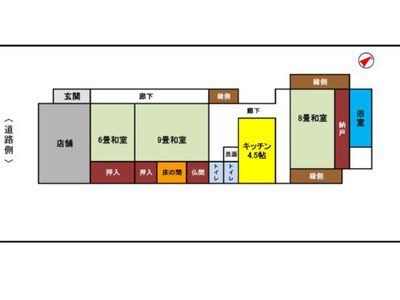 縁側
玄関
廊下
縁側
廊下
〈道路側〉
店舗
6畳和室
9畳和室
8畳和室
納戸
浴室
キッチン
4.5帖
洗面
トイレ
トイレ
押入
押入
床の間
仏間
縁側